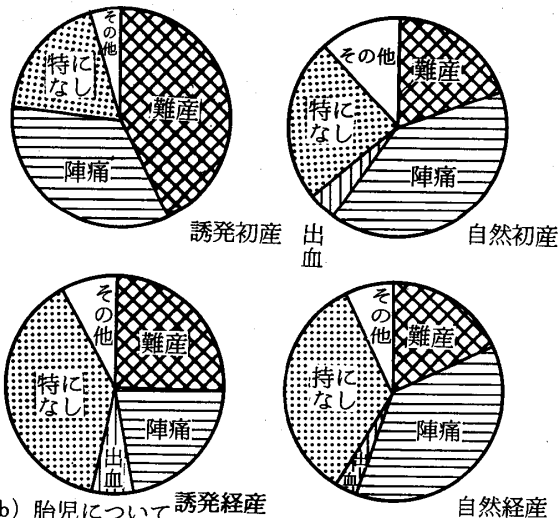 その他
特に
なし
難産
陣痛
誘発初産
その他
難産
特に
なし
陣痛
出血
自然初産
その他
難産
特に
なし
陣痛
出血
誘発経産
その他
難産
持に
なし
陣痛
出血
自然経産
b) 胎児について